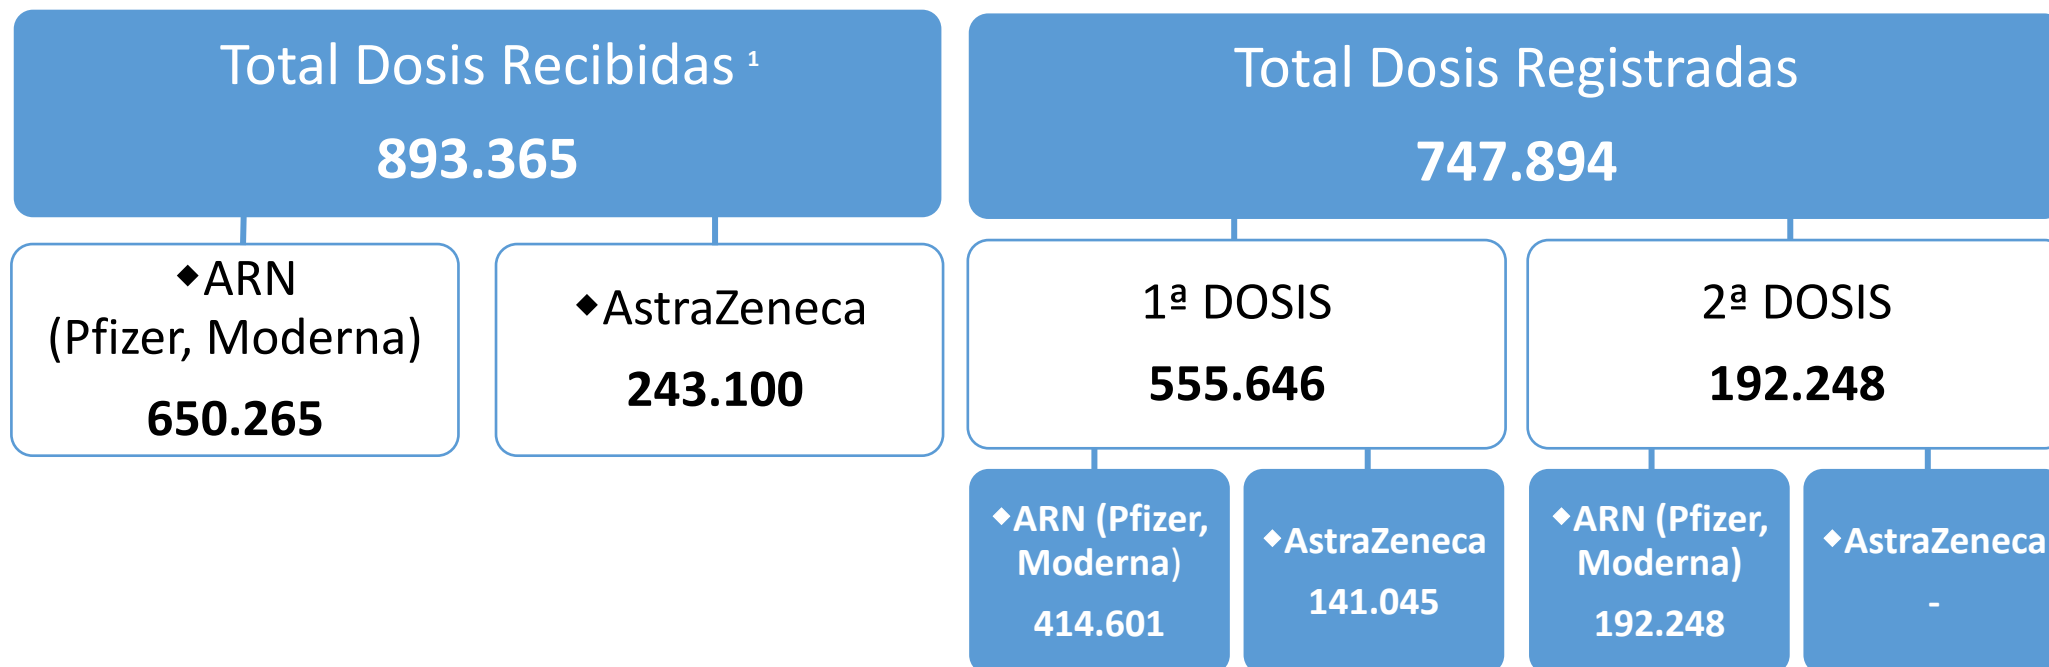 Total Dosis Recibidas ¹
893.365
◆ARN
(Pfizer, Moderna)
650.265
◆AstraZeneca
243.100
Total Dosis Registradas
747.894
1ª DOSIS
555.646
◆ARN (Pfizer,
Moderna)
414.601
◆AstraZeneca
141.045
2ª DOSIS
192.248
◆ARN (Pfizer,
Moderna)
192.248
◆AstraZeneca
-